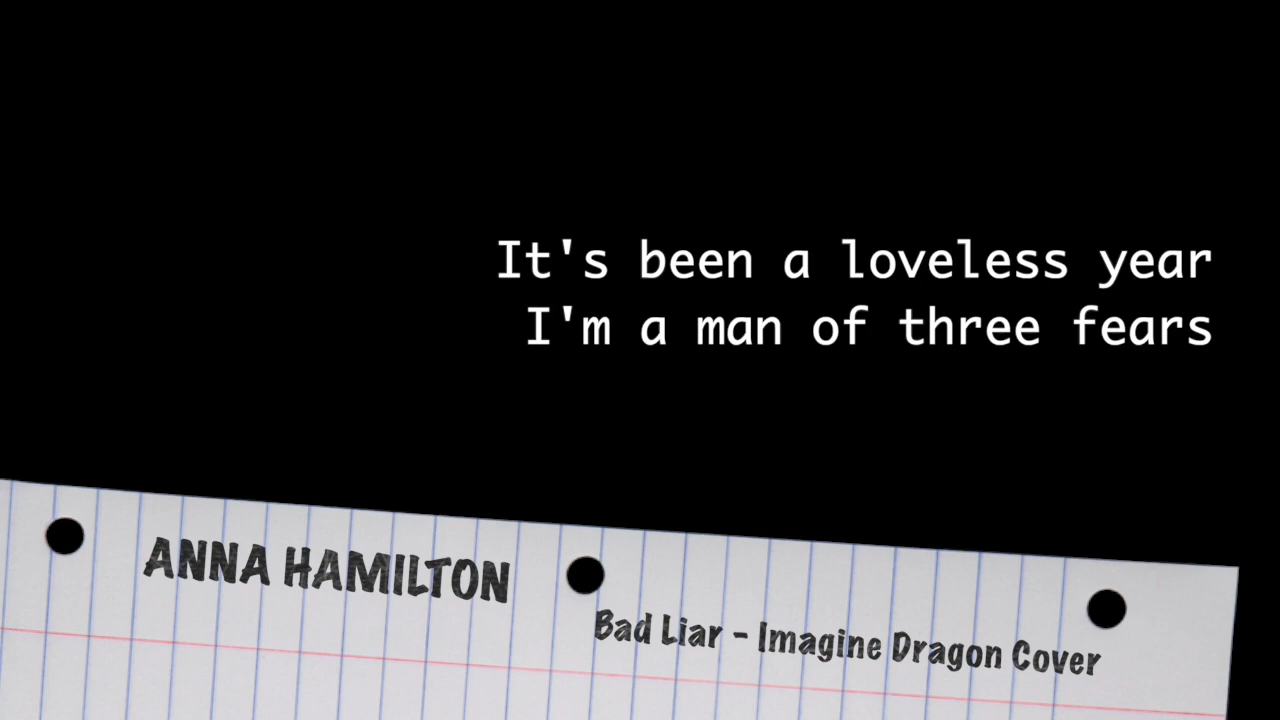 It's been a loveless year
I'm a man of three fears
ANNA HAMILTON
Bad Liar - Imagine Dragon Cover